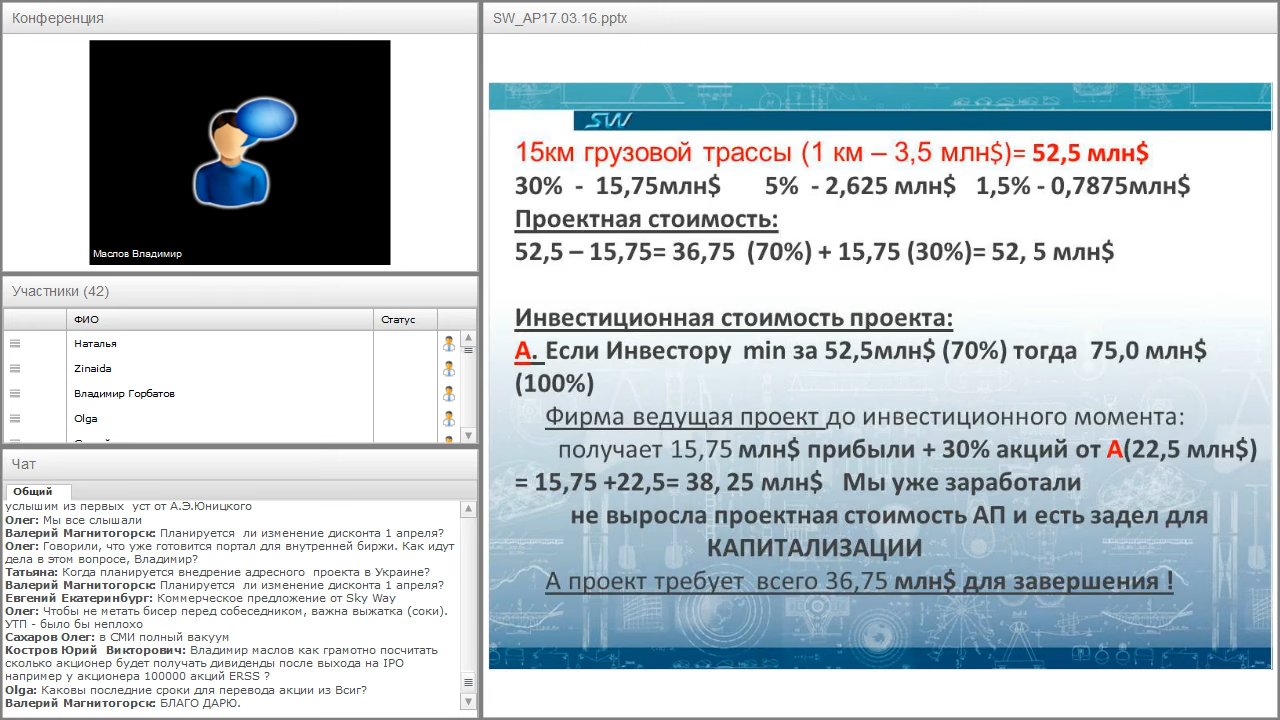 Конференция
Маслов Владимир
Участники (42)
ФИО Статус
Наталья
Zinaida
Владимир Горбатов
Olga
Чат
Общий
услышим из первых уст от А.Э.Юницкого
Олег: Мы все слышали
Валерий Магнитогорск: Планируется ли изменение дисконта 1 апреля?
Олег: Говорили, что уже готовится портал для внутренней биржи. Как идут
дела в этом вопросе, Владимир?
Татьяна: Когда планируется внедрение адресного проекта в Украине?
Валерий Магнитогорск: Планируется ли изменение дисконта 1 апреля?
Евгений Екатеринбург: Коммерческое предложение от Sky Way
Олег: Чтобы не метать бисер перед собеседником, важна выжатка (соки).
УТП - было бы неплохо
Сахаров Олег: в СМИ полный вакуум
Костров Юрий Викторович: Владимир маслов как грамотно посчитать
сколько акционер будет получать дивиденды после выхода на IPO
например у акционера 100000 акций ERSS ?
Olga: Каковы последние сроки для перевода акции из Всиг?
Валерий Магнитогорск: БЛАГО ДАРЮ.
SW_AP17.03.16.pptx
SW
15км грузовой трассы (1 км – 3,5 млн$)= 52,5 млн$
30% - 15,75млн$ 5% - 2,625 млн$ 1,5% - 0,7875млн$
Проектная стоимость:
52,5 – 15,75= 36,75 (70%) + 15,75 (30%)= 52, 5 млн$
Инвестиционная стоимость проекта:
А. Если Инвестору min за 52,5млн$ (70%) тогда 75,0 млн$
(100%)
Фирма ведущая проект до инвестиционного момента:
получает 15,75 млн$ прибыли + 30% акций от А(22,5 млн$)
= 15,75 +22,5= 38, 25 млн$ Мы уже заработали
не выросла проектная стоимость АП и есть задел для
КАПИТАЛИЗАЦИИ
А проект требует всего 36,75 млн$ для завершения !